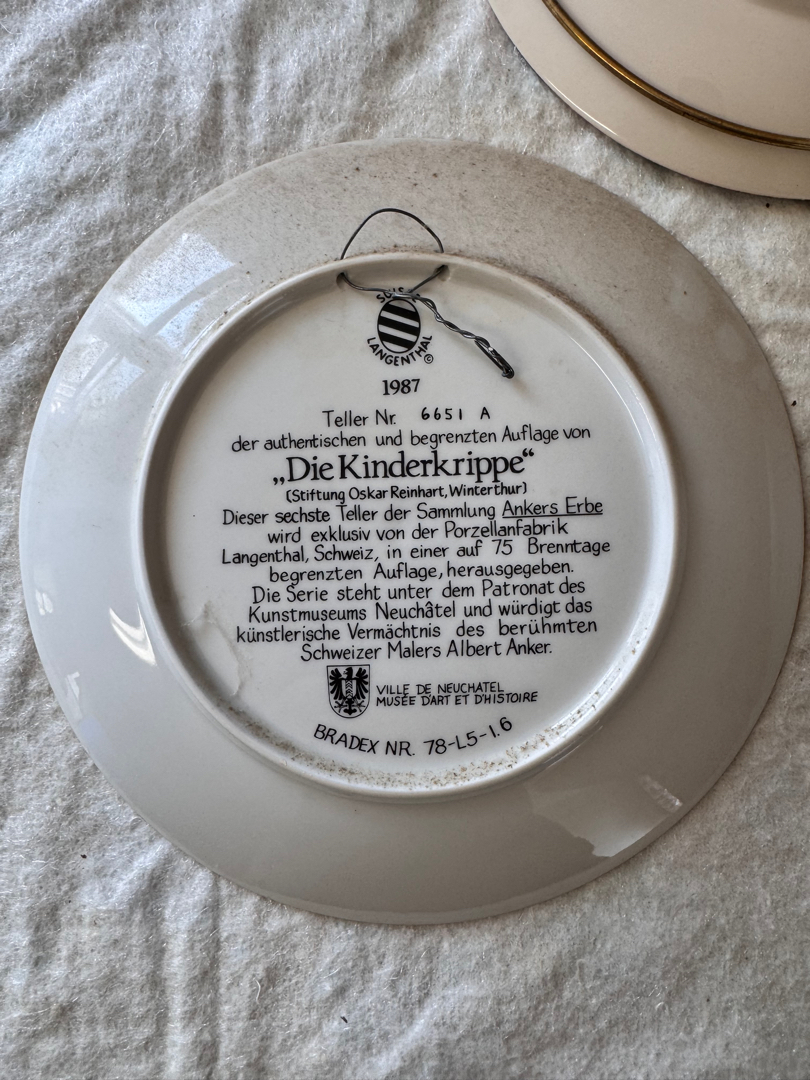 SUISSE
LANGENTHAL ©
1987
Teller Nr. 6651 A
der authentischen und begrenzten Auflage von
„Die Kinderkrippe“
(Stiftung Oskar Reinhart, Winterthur)
Dieser sechste Teller der Sammlung Ankers Erbe
wird exklusiv von der Porzellanfabrik
Langenthal, Schweiz, in einer auf 75 Brenntage
begrenzten Auflage, herausgegeben.
Die Serie steht unter dem Patronat des
Kunstmuseums Neuchâtel und würdigt das
künstlerische Vermächtnis des berühmten
Schweizer Malers Albert Anker.
VILLE DE NEUCHATEL
MUSÉE D'ART ET D'HISTOIRE
BRADEX NR. 78-L5-1.6